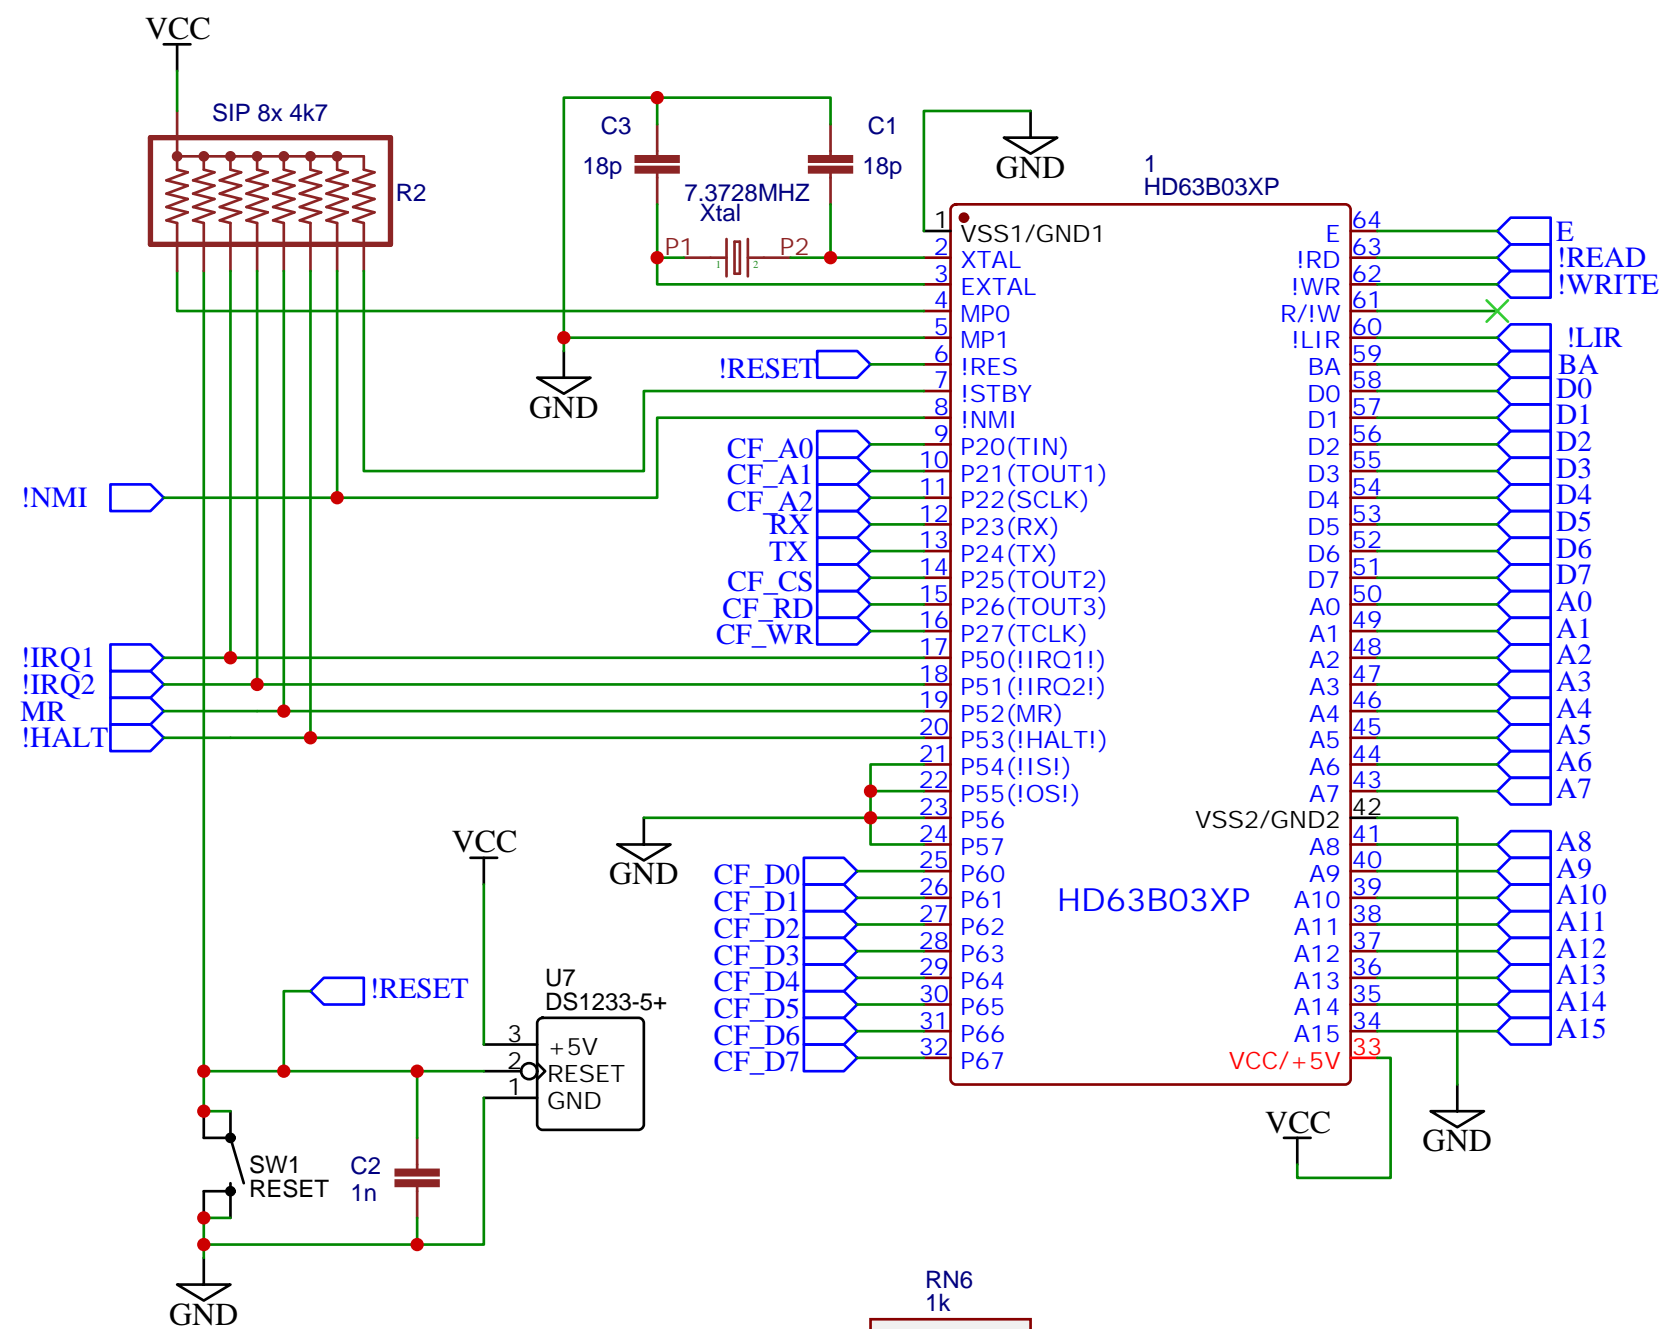 VCC
SIP 8x 4k7
R2
C3
18p
C1
18p
7.3728MHZ
Xtal
P1
1
2
P2
GND
1
HD63B03XP
1 VSS1/GND1
2 XTAL
3 EXTAL
4 MP0
5 MP1
!RESET 6 !RES
7 !STBY
8 !NMI
GND
!NMI
CF_A0 9 P20(TIN)
CF_A1 10 P21(TOUT1)
CF_A2 11 P22(SCLK)
RX 12 P23(RX)
TX 13 P24(TX)
CF_CS 14 P25(TOUT2)
CF_RD 15 P26(TOUT3)
CF_WR 16 P27(TCLK)
!IRQ1 17 P50(!IRQ1!)
!IRQ2 18 P51(!IRQ2!)
MR 19 P52(MR)
!HALT 20 P53(!HALT!)
21 P54(!IS!)
22 P55(!OS!)
23 P56
24 P57
GND
CF_D0 25 P60
CF_D1 26 P61
CF_D2 27 P62
CF_D3 28 P63
CF_D4 29 P64
CF_D5 30 P65
CF_D6 31 P66
CF_D7 32 P67
HD63B03XP
E 64 E
!RD 63 !READ
!WR 62 !WRITE
R/!W 61
!LIR 60 !LIR
BA 59 BA
D0 58 D0
D1 57 D1
D2 56 D2
D3 55 D3
D4 54 D4
D5 53 D5
D6 52 D6
D7 51 D7
A0 50 A0
A1 49 A1
A2 48 A2
A3 47 A3
A4 46 A4
A5 45 A5
A6 44 A6
A7 43 A7
VSS2/GND2 42
A8 41 A8
A9 40 A9
A10 39 A10
A11 38 A11
A12 37 A12
A13 36 A13
A14 35 A14
A15 34 A15
VCC/+5V 33
VCC
GND
VCC
!RESET
U7
DS1233-5+
3 +5V
2 RESET
1 GND
SW1
RESET
C2
1n
GND
RN6
1k